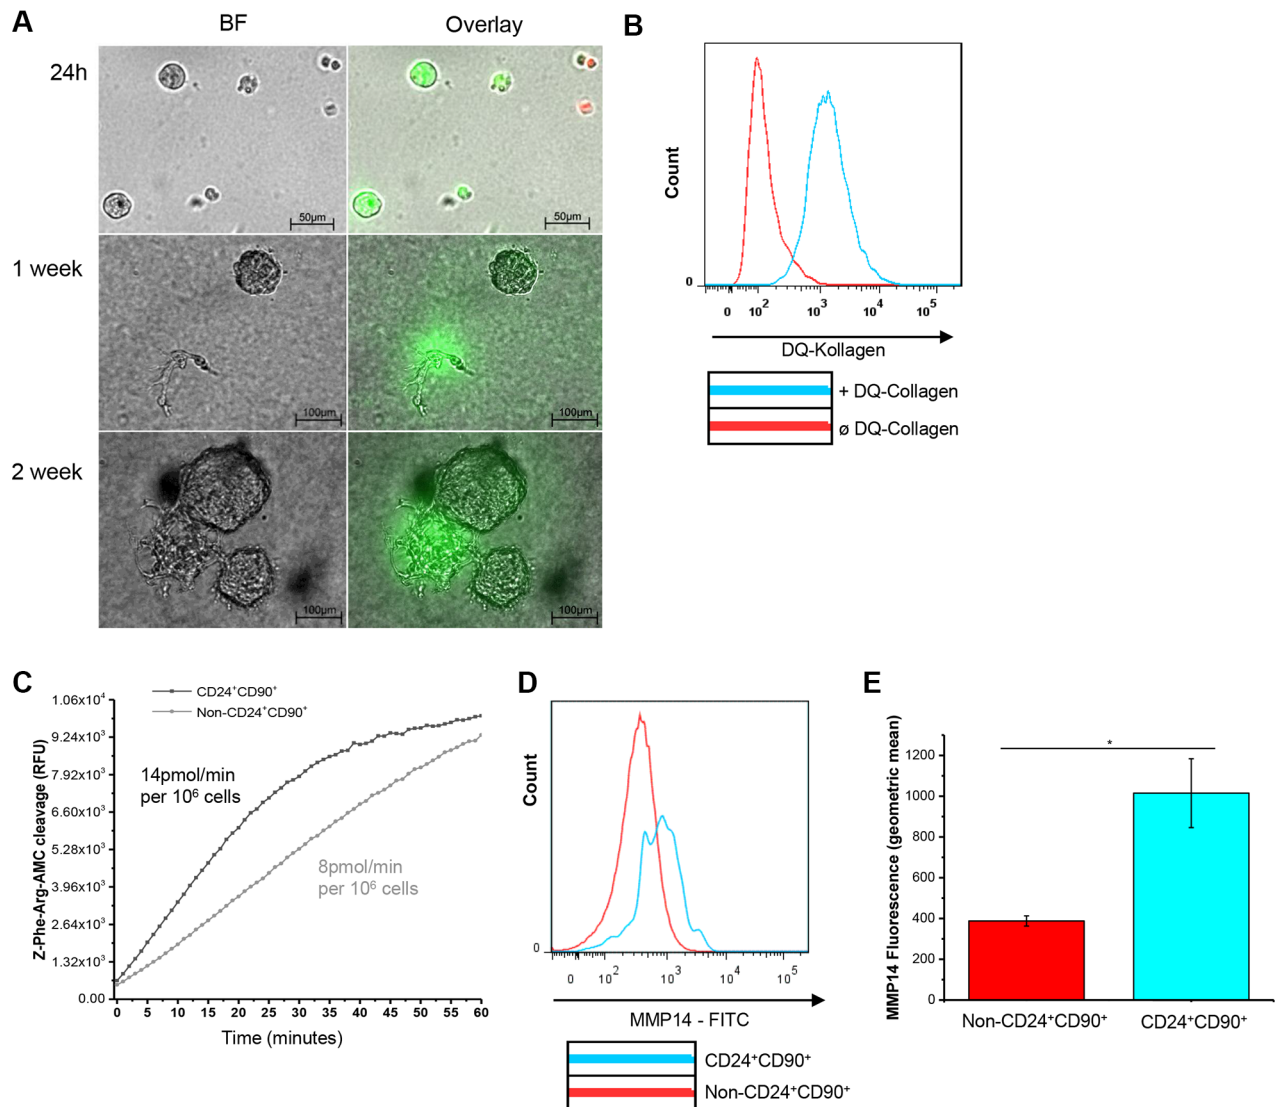 A
BF
Overlay
24h
50µm
50µm
1 week
100µm
100µm
2 week
100µm
100µm
B
Count
0
0 10² 10³ 10⁴ 10⁵
DQ-Kollagen
+ DQ-Collagen
ø DQ-Collagen
C
CD24⁺CD90⁺
Non-CD24⁺CD90⁺
Z-Phe-Arg-AMC cleavage (RFU)
1.06x10⁴
9.24x10³
7.92x10³
6.60x10³
5.28x10³
3.96x10³
2.64x10³
1.32x10³
0.00
14pmol/min
per 10⁶ cells
8pmol/min
per 10⁶ cells
0 5 10 15 20 25 30 35 40 45 50 55 60
Time (minutes)
D
Count
0
0 10² 10³ 10⁴ 10⁵
MMP14 - FITC
CD24⁺CD90⁺
Non-CD24⁺CD90⁺
E
MMP14 Fluorescence (geometric mean)
1200
1000
800
600
400
200
0
*
Non-CD24⁺CD90⁺ CD24⁺CD90⁺